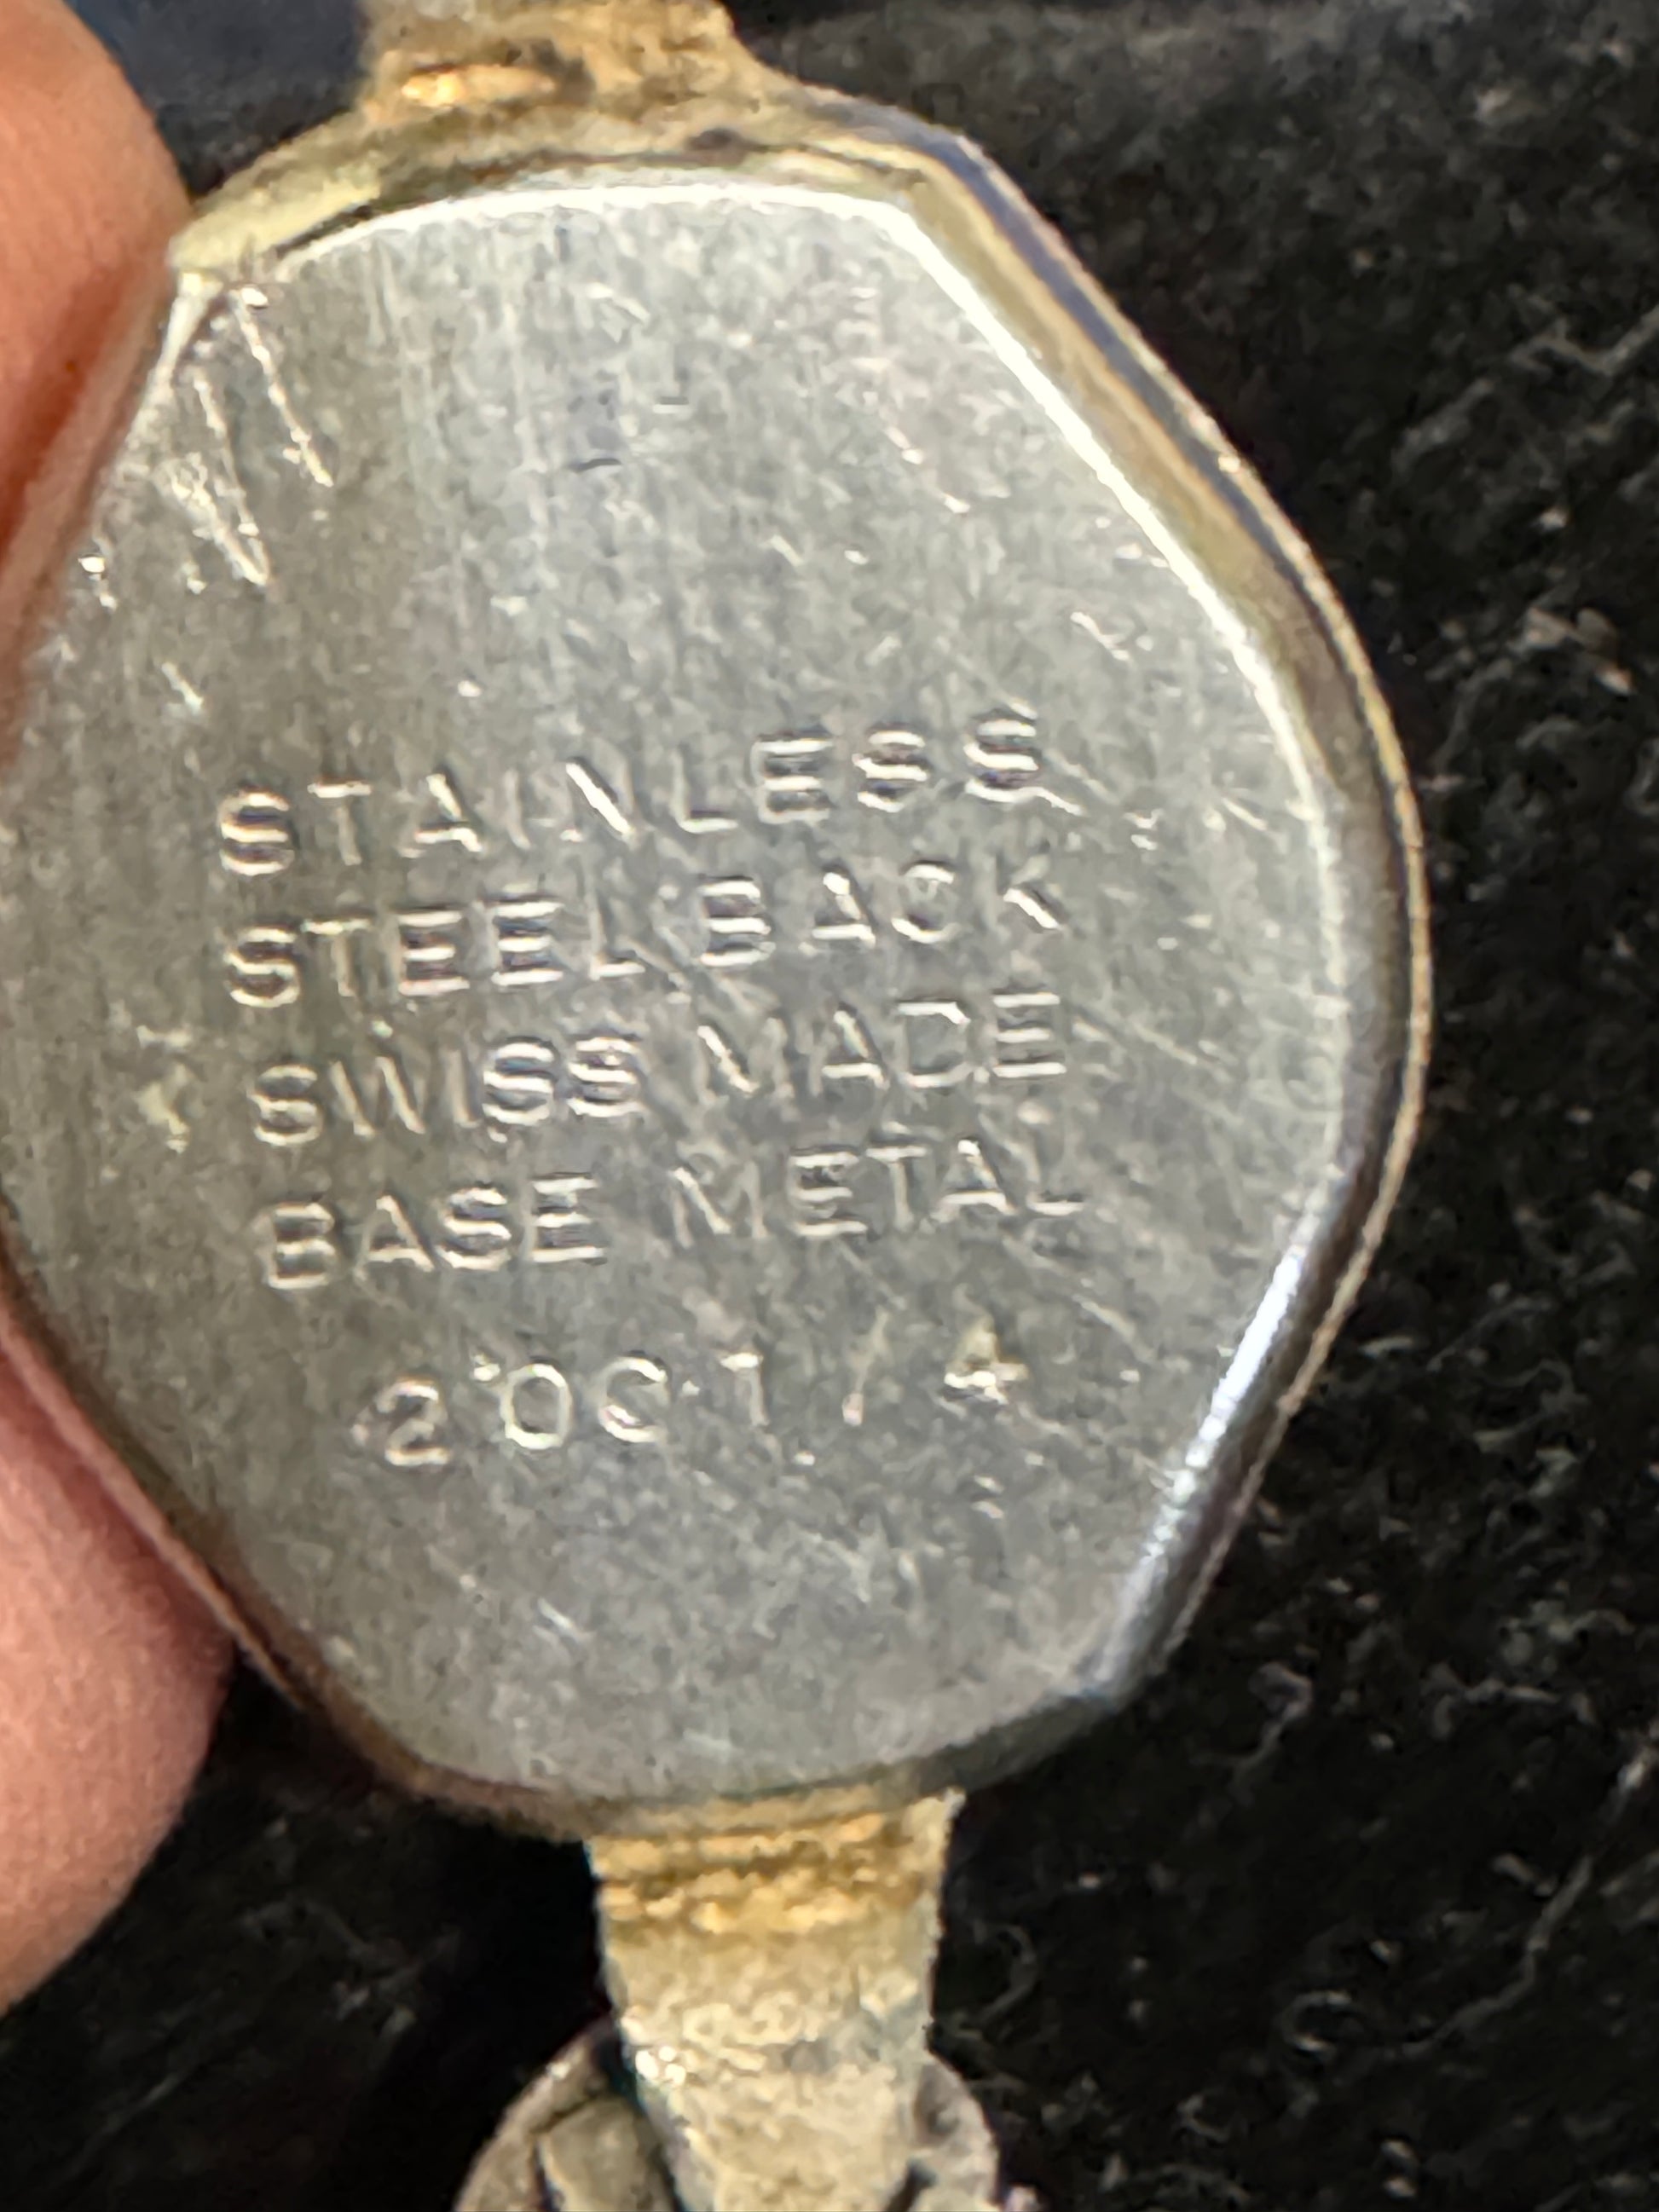 STAINLESS
STEEL BACK
SWISS MADE
BASE METAL
2001/4